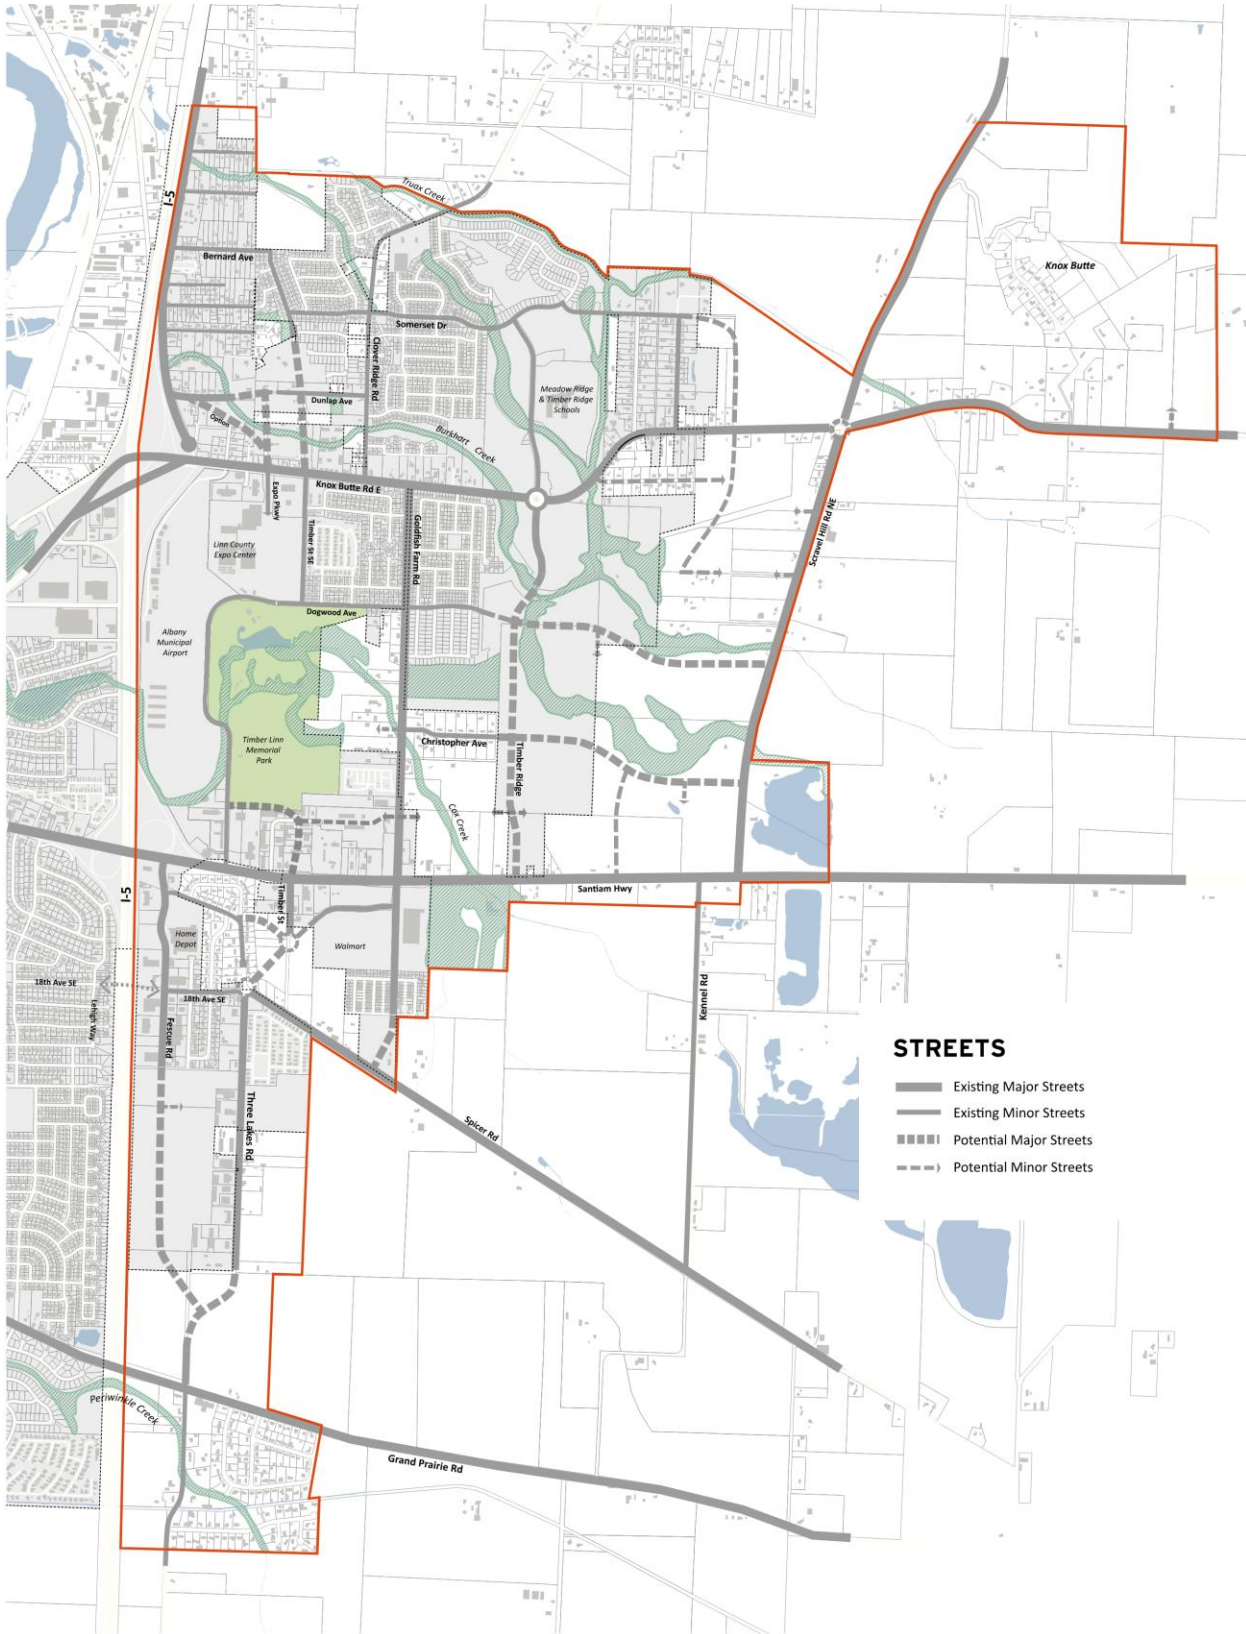 Truax Creek
I-5
Bernard Ave
Knox Butte
Somerset Dr
Clover Ridge Rd
Meadow Ridge
& Timber Ridge
Schools
Dunlap Ave
Option
Burkhart
Creek
Knox Butte Rd E
Expo Pkwy
Timber St SE
Goldfish Farm Rd
Scravel Hill Rd NE
Linn County
Expo Center
Dogwood Ave
Albany
Municipal
Airport
Timber Linn
Memorial
Park
Christopher Ave
Timber Ridge
Cox Creek
I-5
Santiam Hwy
Timber St
Home
Depot
Walmart
18th Ave SE
18th Ave SE
Lehigh Way
Fescue Rd
Kennel Rd
Three Lakes Rd
Spicer Rd
STREETS
Existing Major Streets
Existing Minor Streets
Potential Major Streets
Potential Minor Streets
Periwinkle Creek
Grand Prairie Rd